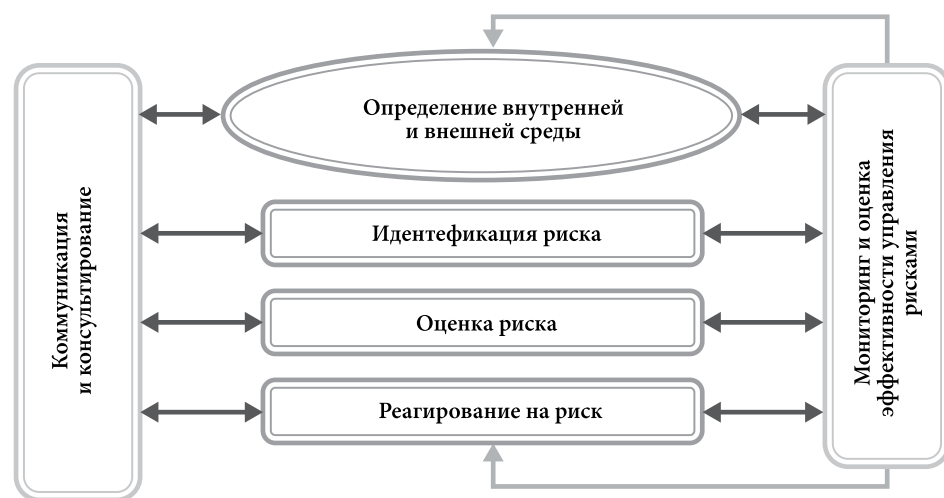 Коммуникация
и консультирование
Определение внутренней
и внешней среды
Идентефикация риска
Оценка риска
Реагирование на риск
Мониторинг и оценка
эффективности управления
рисками